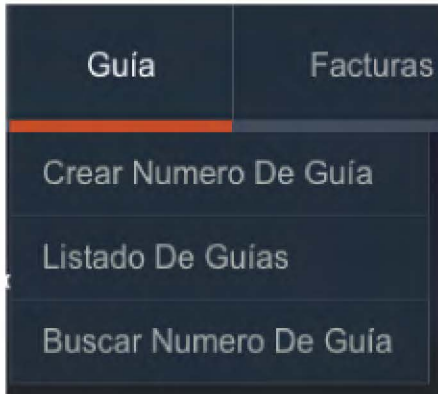 Guía Facturas
Crear Numero De Guía
Listado De Guías
Buscar Numero De Guía